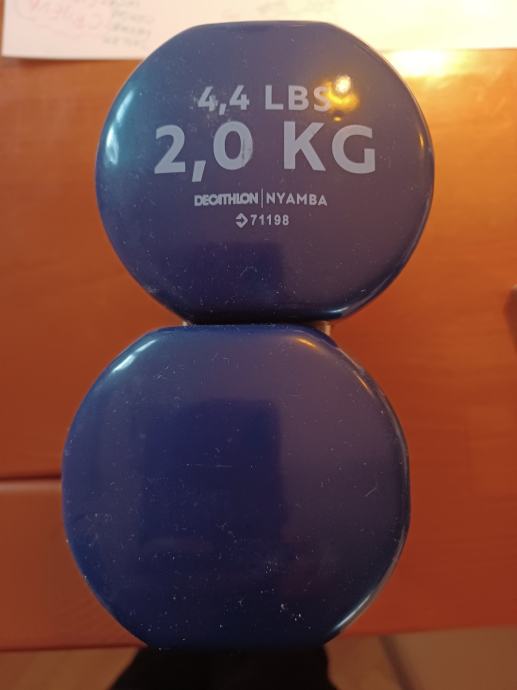 4,4 LBS
2,0 KG
DECATHLON | NYAMBA
71198